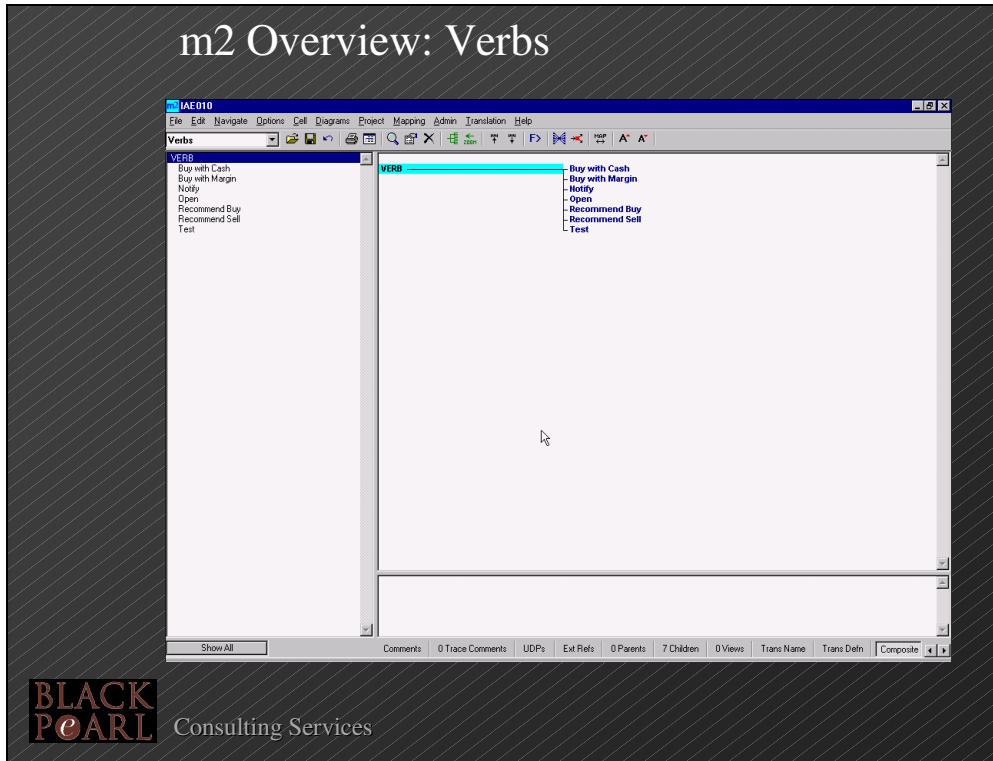 m2 Overview: Verbs
m2 IAE010
File Edit Navigate Options Cell Diagrams Project Mapping Admin Translation Help
Verbs
ZOOM
F>
MAP
A A
VERB
Buy with Cash
Buy with Margin
Notify
Open
Recommend Buy
Recommend Sell
Test
VERB
Buy with Cash
Buy with Margin
Notify
Open
Recommend Buy
Recommend Sell
Test
Show All
Comments 0 Trace Comments UDPs Ext Refs 0 Parents 7 Children 0 Views Trans Name Trans Defn Composite
BLACK
PeARL
Consulting Services